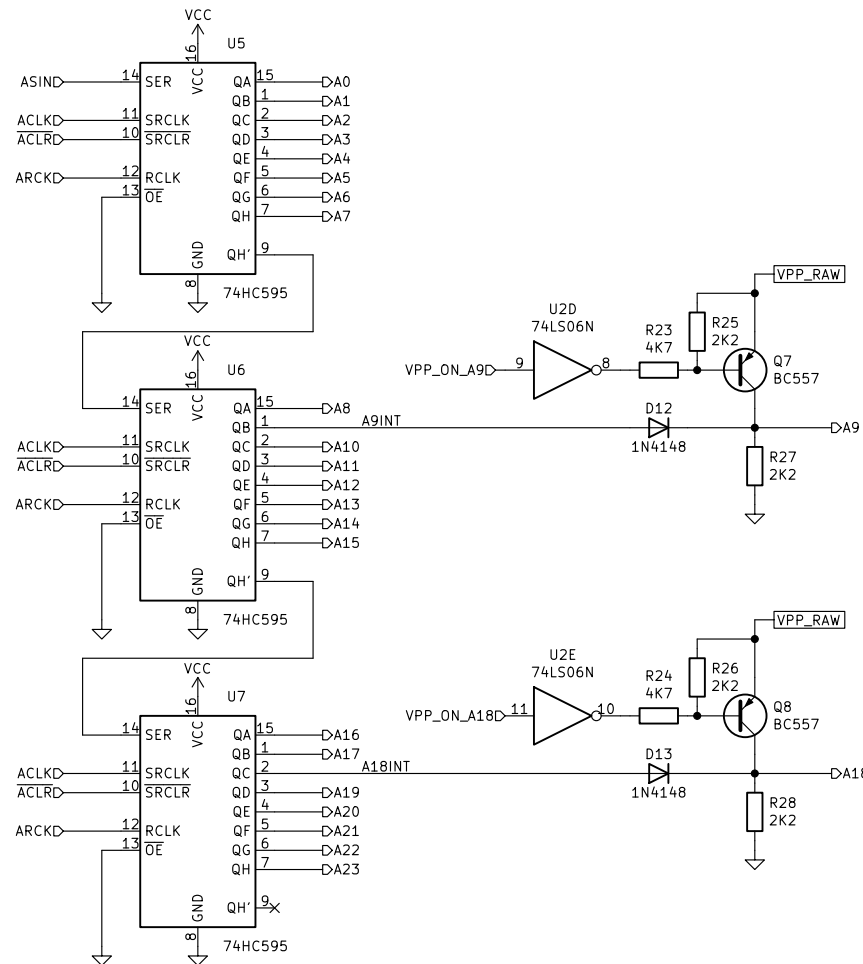 VCC
U5
16
VCC
ASIN 14 SER QA 15 A0
QB 1 A1
ACLK 11 SRCLK QC 2 A2
ACLR 10 SRCLR QD 3 A3
QE 4 A4
ARCK 12 RCLK QF 5 A5
13 OE QG 6 A6
QH 7 A7
GND QH' 9
8
74HC595
VCC
U6
16
VCC
14 SER QA 15 A8
QB 1 A9INT
ACLK 11 SRCLK QC 2 A10
ACLR 10 SRCLR QD 3 A11
QE 4 A12
ARCK 12 RCLK QF 5 A13
13 OE QG 6 A14
QH 7 A15
GND QH' 9
8
74HC595
VCC
U7
16
VCC
14 SER QA 15 A16
QB 1 A17
ACLK 11 SRCLK QC 2 A18INT
ACLR 10 SRCLR QD 3 A19
QE 4 A20
ARCK 12 RCLK QF 5 A21
13 OE QG 6 A22
QH 7 A23
GND QH' 9
8
74HC595
VPP_RAW
U2D
74LS06N
R23
4K7
R25
2K2
VPP_ON_A9 9 8
Q7
BC557
D12
1N4148
A9
R27
2K2
VPP_RAW
U2E
74LS06N
R24
4K7
R26
2K2
VPP_ON_A18 11 10
Q8
BC557
D13
1N4148
A18
R28
2K2